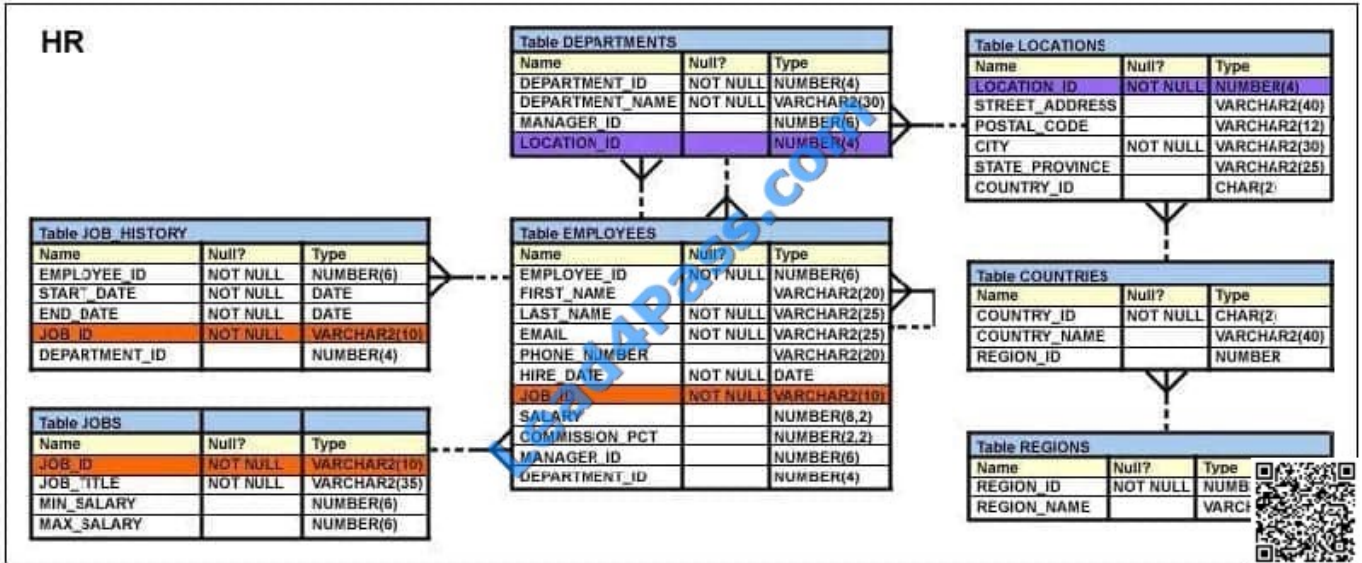 HR
Table DEPARTMENTS
Name Null? Type
DEPARTMENT_ID NOT NULL NUMBER(4)
DEPARTMENT_NAME NOT NULL VARCHAR2(30)
MANAGER_ID NUMBER(6)
LOCATION_ID NUMBER(4)
Table LOCATIONS
Name Null? Type
LOCATION_ID NOT NULL NUMBER(4)
STREET_ADDRESS VARCHAR2(40)
POSTAL_CODE VARCHAR2(12)
CITY NOT NULL VARCHAR2(30)
STATE_PROVINCE VARCHAR2(25)
COUNTRY_ID CHAR(2)
Table JOB_HISTORY
Name Null? Type
EMPLOYEE_ID NOT NULL NUMBER(6)
START_DATE NOT NULL DATE
END_DATE NOT NULL DATE
JOB_ID NOT NULL VARCHAR2(10)
DEPARTMENT_ID NUMBER(4)
Table EMPLOYEES
Name Null? Type
EMPLOYEE_ID NOT NULL NUMBER(6)
FIRST_NAME VARCHAR2(20)
LAST_NAME NOT NULL VARCHAR2(25)
EMAIL NOT NULL VARCHAR2(25)
PHONE_NUMBER VARCHAR2(20)
HIRE_DATE NOT NULL DATE
JOB_ID NOT NULL VARCHAR2(10)
SALARY NUMBER(8,2)
COMMISSION_PCT NUMBER(2,2)
MANAGER_ID NUMBER(6)
DEPARTMENT_ID NUMBER(4)
Table COUNTRIES
Name Null? Type
COUNTRY_ID NOT NULL CHAR(2)
COUNTRY_NAME VARCHAR2(40)
REGION_ID NUMBER
Table JOBS
Name Null? Type
JOB_ID NOT NULL VARCHAR2(10)
JOB_TITLE NOT NULL VARCHAR2(35)
MIN_SALARY NUMBER(6)
MAX_SALARY NUMBER(6)
Table REGIONS
Name Null? Type
REGION_ID NOT NULL NUMB
REGION_NAME VARCH
Lead4Pass.com